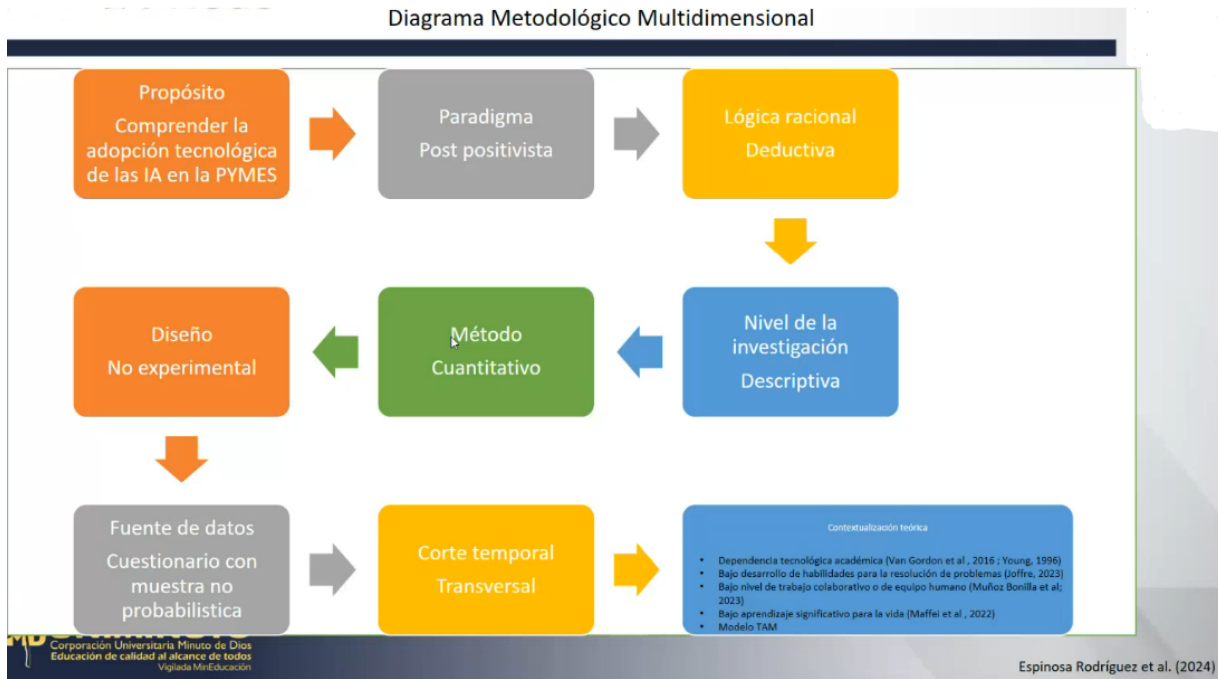 Diagrama Metodológico Multidimensional
Propósito
Comprender la
adopción tecnológica
de las IA en la PYMES
Paradigma
Post positivista
Lógica racional
Deductiva
Nivel de la
investigación
Descriptiva
Método
Cuantitativo
Diseño
No experimental
Fuente de datos
Cuestionario con
muestra no
probabilistica
Corte temporal
Transversal
Contextualización teórica
• Dependencia tecnológica académica (Van Gordon et al , 2016 ; Young, 1996)
• Bajo desarrollo de habilidades para la resolución de problemas (Joffre, 2023)
• Bajo nivel de trabajo colaborativo o de equipo humano (Muñoz Bonilla et al;
2023)
• Bajo aprendizaje significativo para la vida (Maffei et al , 2022)
• Modelo TAM
Corporación Universitaria Minuto de Dios
Educación de calidad al alcance de todos
Vigilada MinEducación
Espinosa Rodríguez et al. (2024)